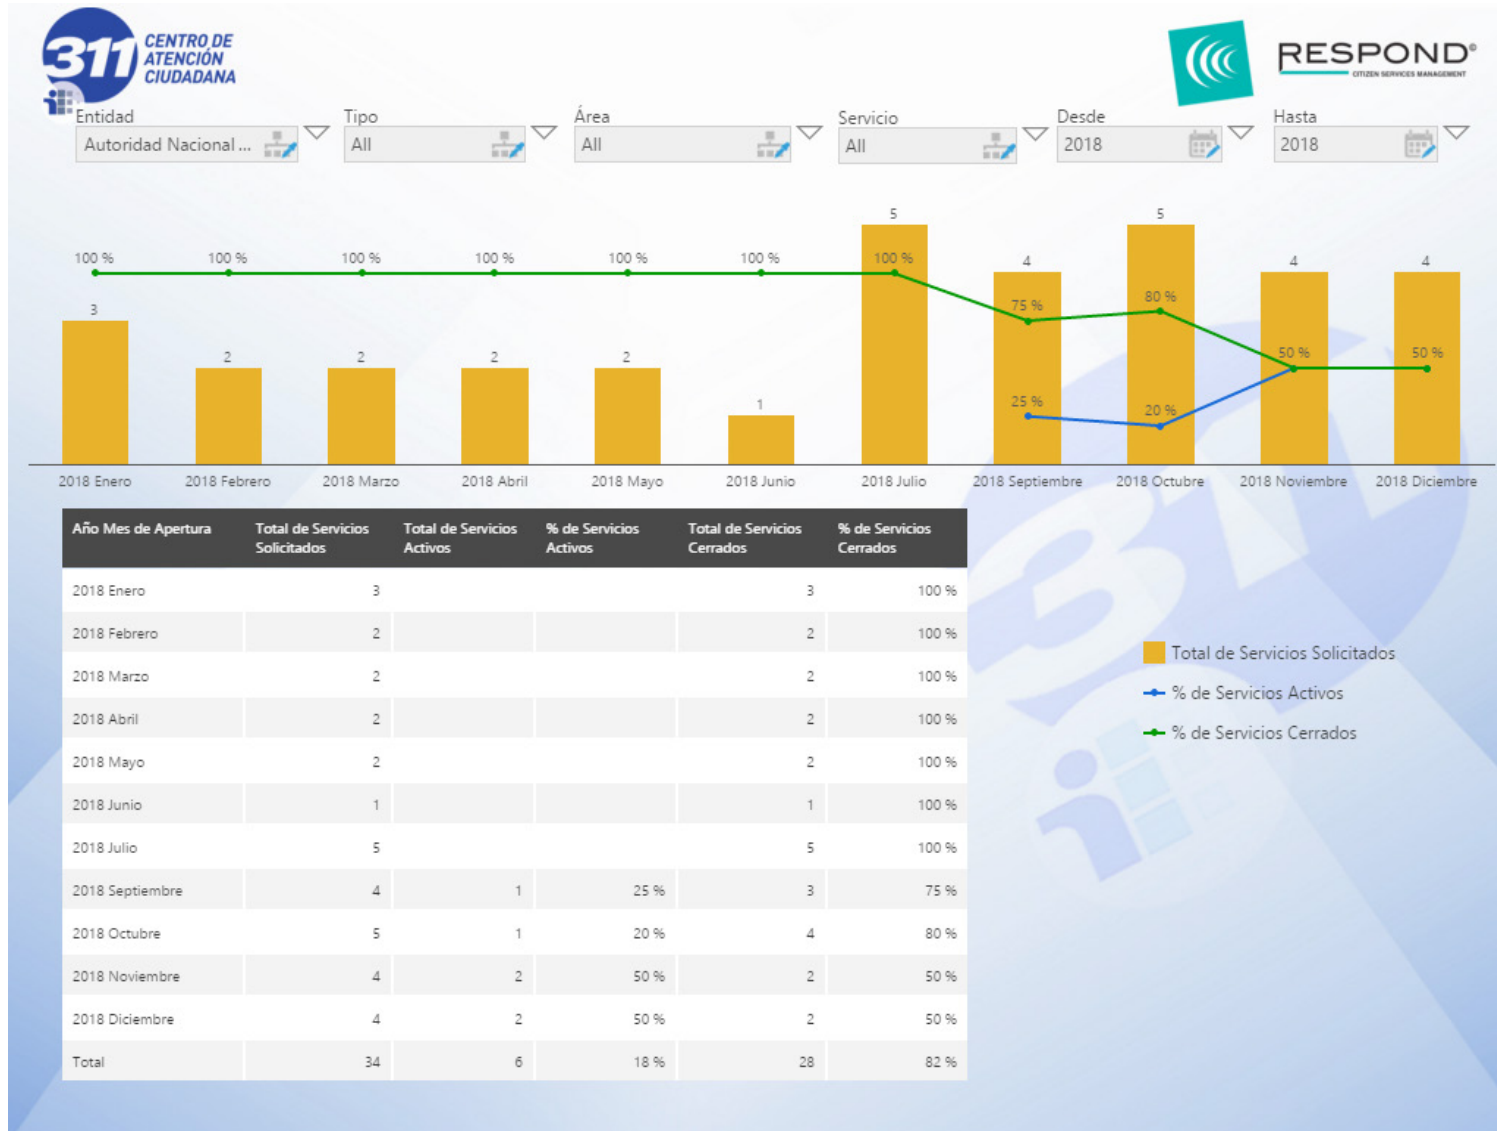 311 CENTRO DE
ATENCIÓN
CIUDADANA
RESPOND®
CITIZEN SERVICES MANAGEMENT
Entidad Tipo Área Servicio Desde Hasta
Autoridad Nacional ... All All All 2018 2018
5 5
100 % 100 % 100 % 100 % 100 % 100 % 100 % 4 4 4
3 75 % 80 %
2 2 2 2 50 % 50 %
1 25 % 20 %
2018 Enero 2018 Febrero 2018 Marzo 2018 Abril 2018 Mayo 2018 Junio 2018 Julio 2018 Septiembre 2018 Octubre 2018 Noviembre 2018 Diciembre
Año Mes de Apertura Total de Servicios Solicitados Total de Servicios Activos % de Servicios Activos Total de Servicios Cerrados % de Servicios Cerrados
2018 Enero 3 3 100 %
2018 Febrero 2 2 100 %
2018 Marzo 2 2 100 %
2018 Abril 2 2 100 %
2018 Mayo 2 2 100 %
2018 Junio 1 1 100 %
2018 Julio 5 5 100 %
2018 Septiembre 4 1 25 % 3 75 %
2018 Octubre 5 1 20 % 4 80 %
2018 Noviembre 4 2 50 % 2 50 %
2018 Diciembre 4 2 50 % 2 50 %
Total 34 6 18 % 28 82 %
Total de Servicios Solicitados
% de Servicios Activos
% de Servicios Cerrados
311